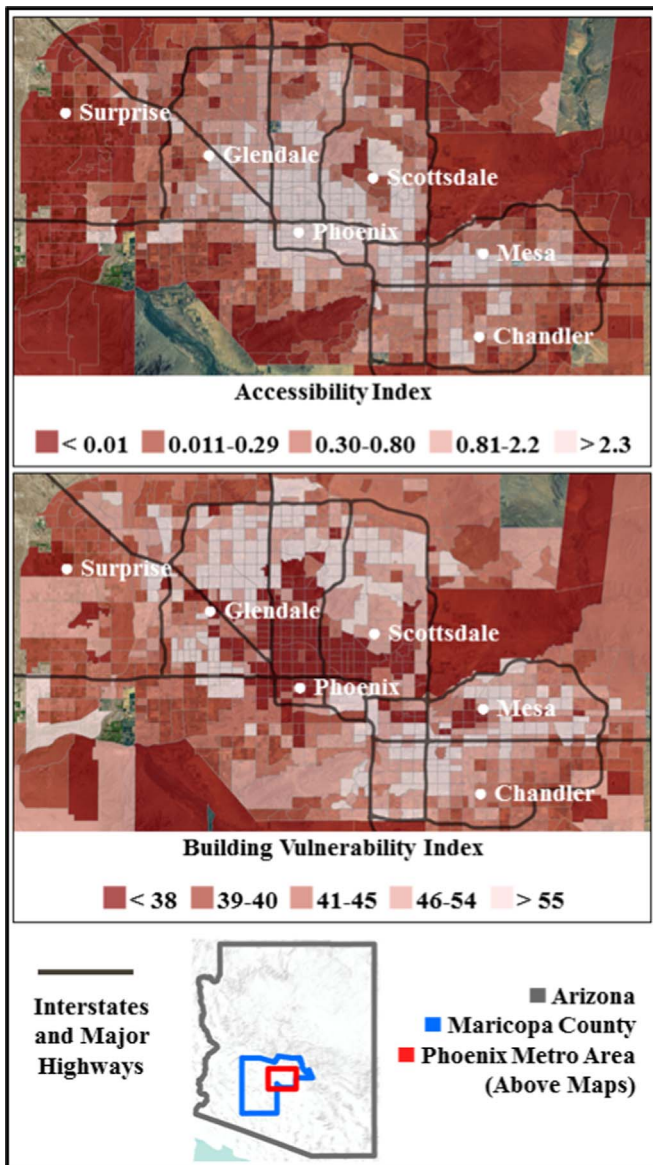 Surprise
Glendale
Scottsdale
Phoenix
Mesa
Chandler
Accessibility Index
< 0.01 0.011-0.29 0.30-0.80 0.81-2.2 > 2.3
Surprise
Glendale
Scottsdale
Phoenix
Mesa
Chandler
Building Vulnerability Index
< 38 39-40 41-45 46-54 > 55
Interstates
and Major
Highways
Arizona
Maricopa County
Phoenix Metro Area
(Above Maps)